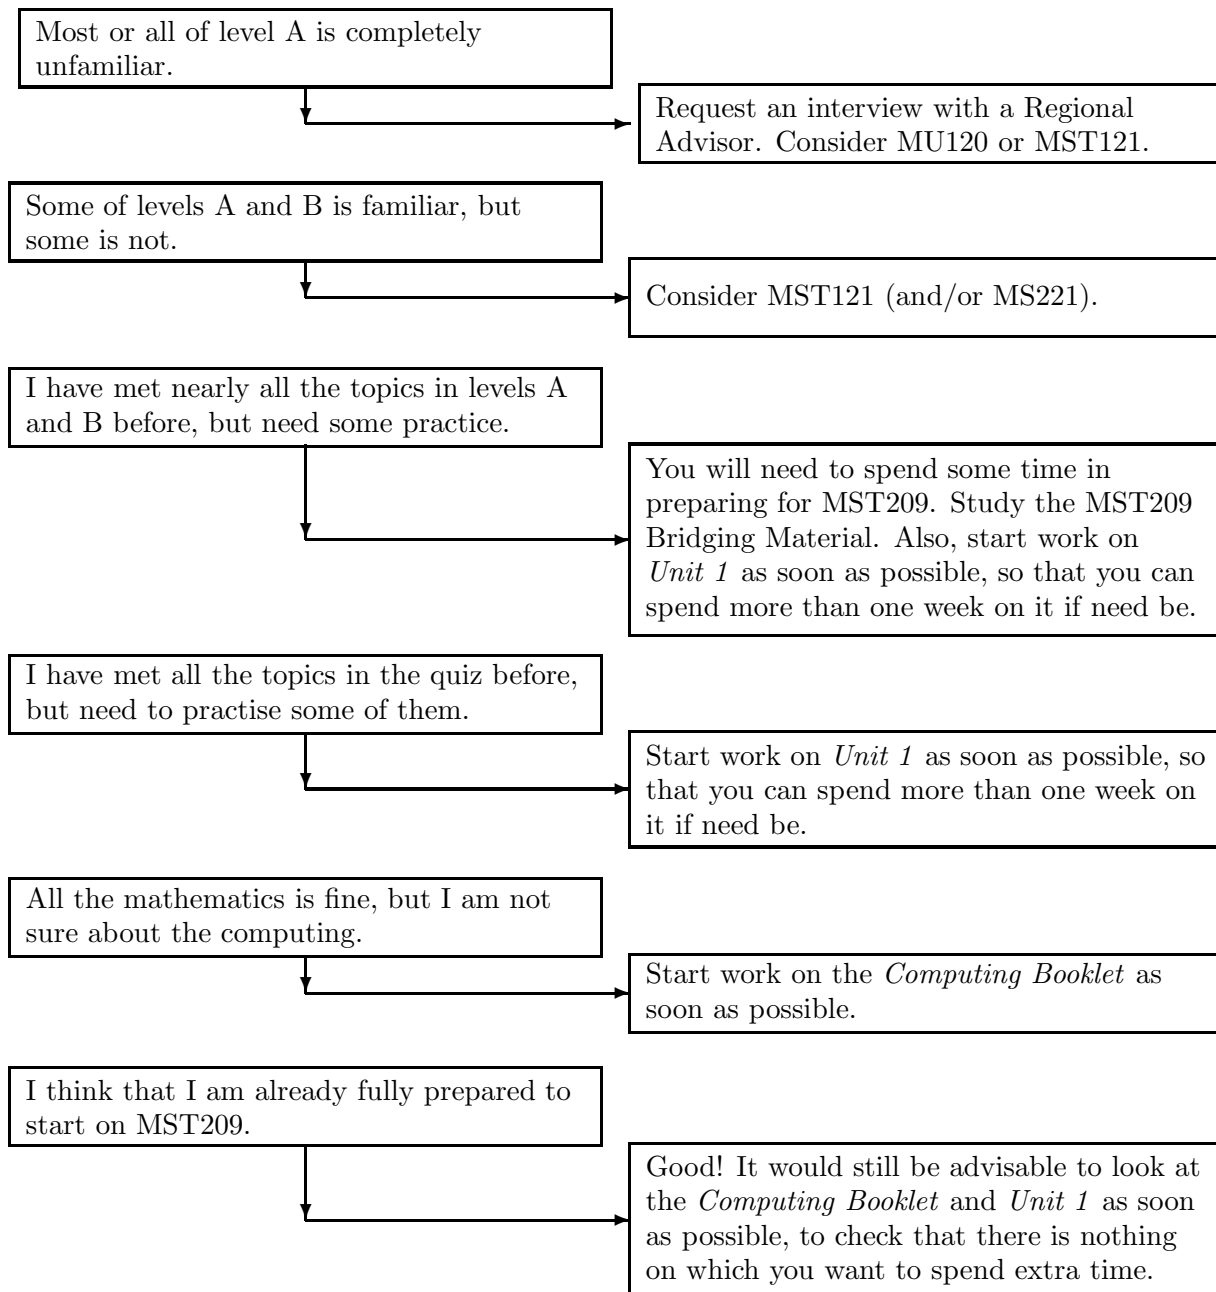 Most or all of level A is completely
unfamiliar.
Request an interview with a Regional
Advisor. Consider MU120 or MST121.
Some of levels A and B is familiar, but
some is not.
Consider MST121 (and/or MS221).
I have met nearly all the topics in levels A
and B before, but need some practice.
You will need to spend some time in
preparing for MST209. Study the MST209
Bridging Material. Also, start work on
Unit 1 as soon as possible, so that you can
spend more than one week on it if need be.
I have met all the topics in the quiz before,
but need to practise some of them.
Start work on Unit 1 as soon as possible, so
that you can spend more than one week on
it if need be.
All the mathematics is fine, but I am not
sure about the computing.
Start work on the Computing Booklet as
soon as possible.
I think that I am already fully prepared to
start on MST209.
Good! It would still be advisable to look at
the Computing Booklet and Unit 1 as soon
as possible, to check that there is nothing
on which you want to spend extra time.